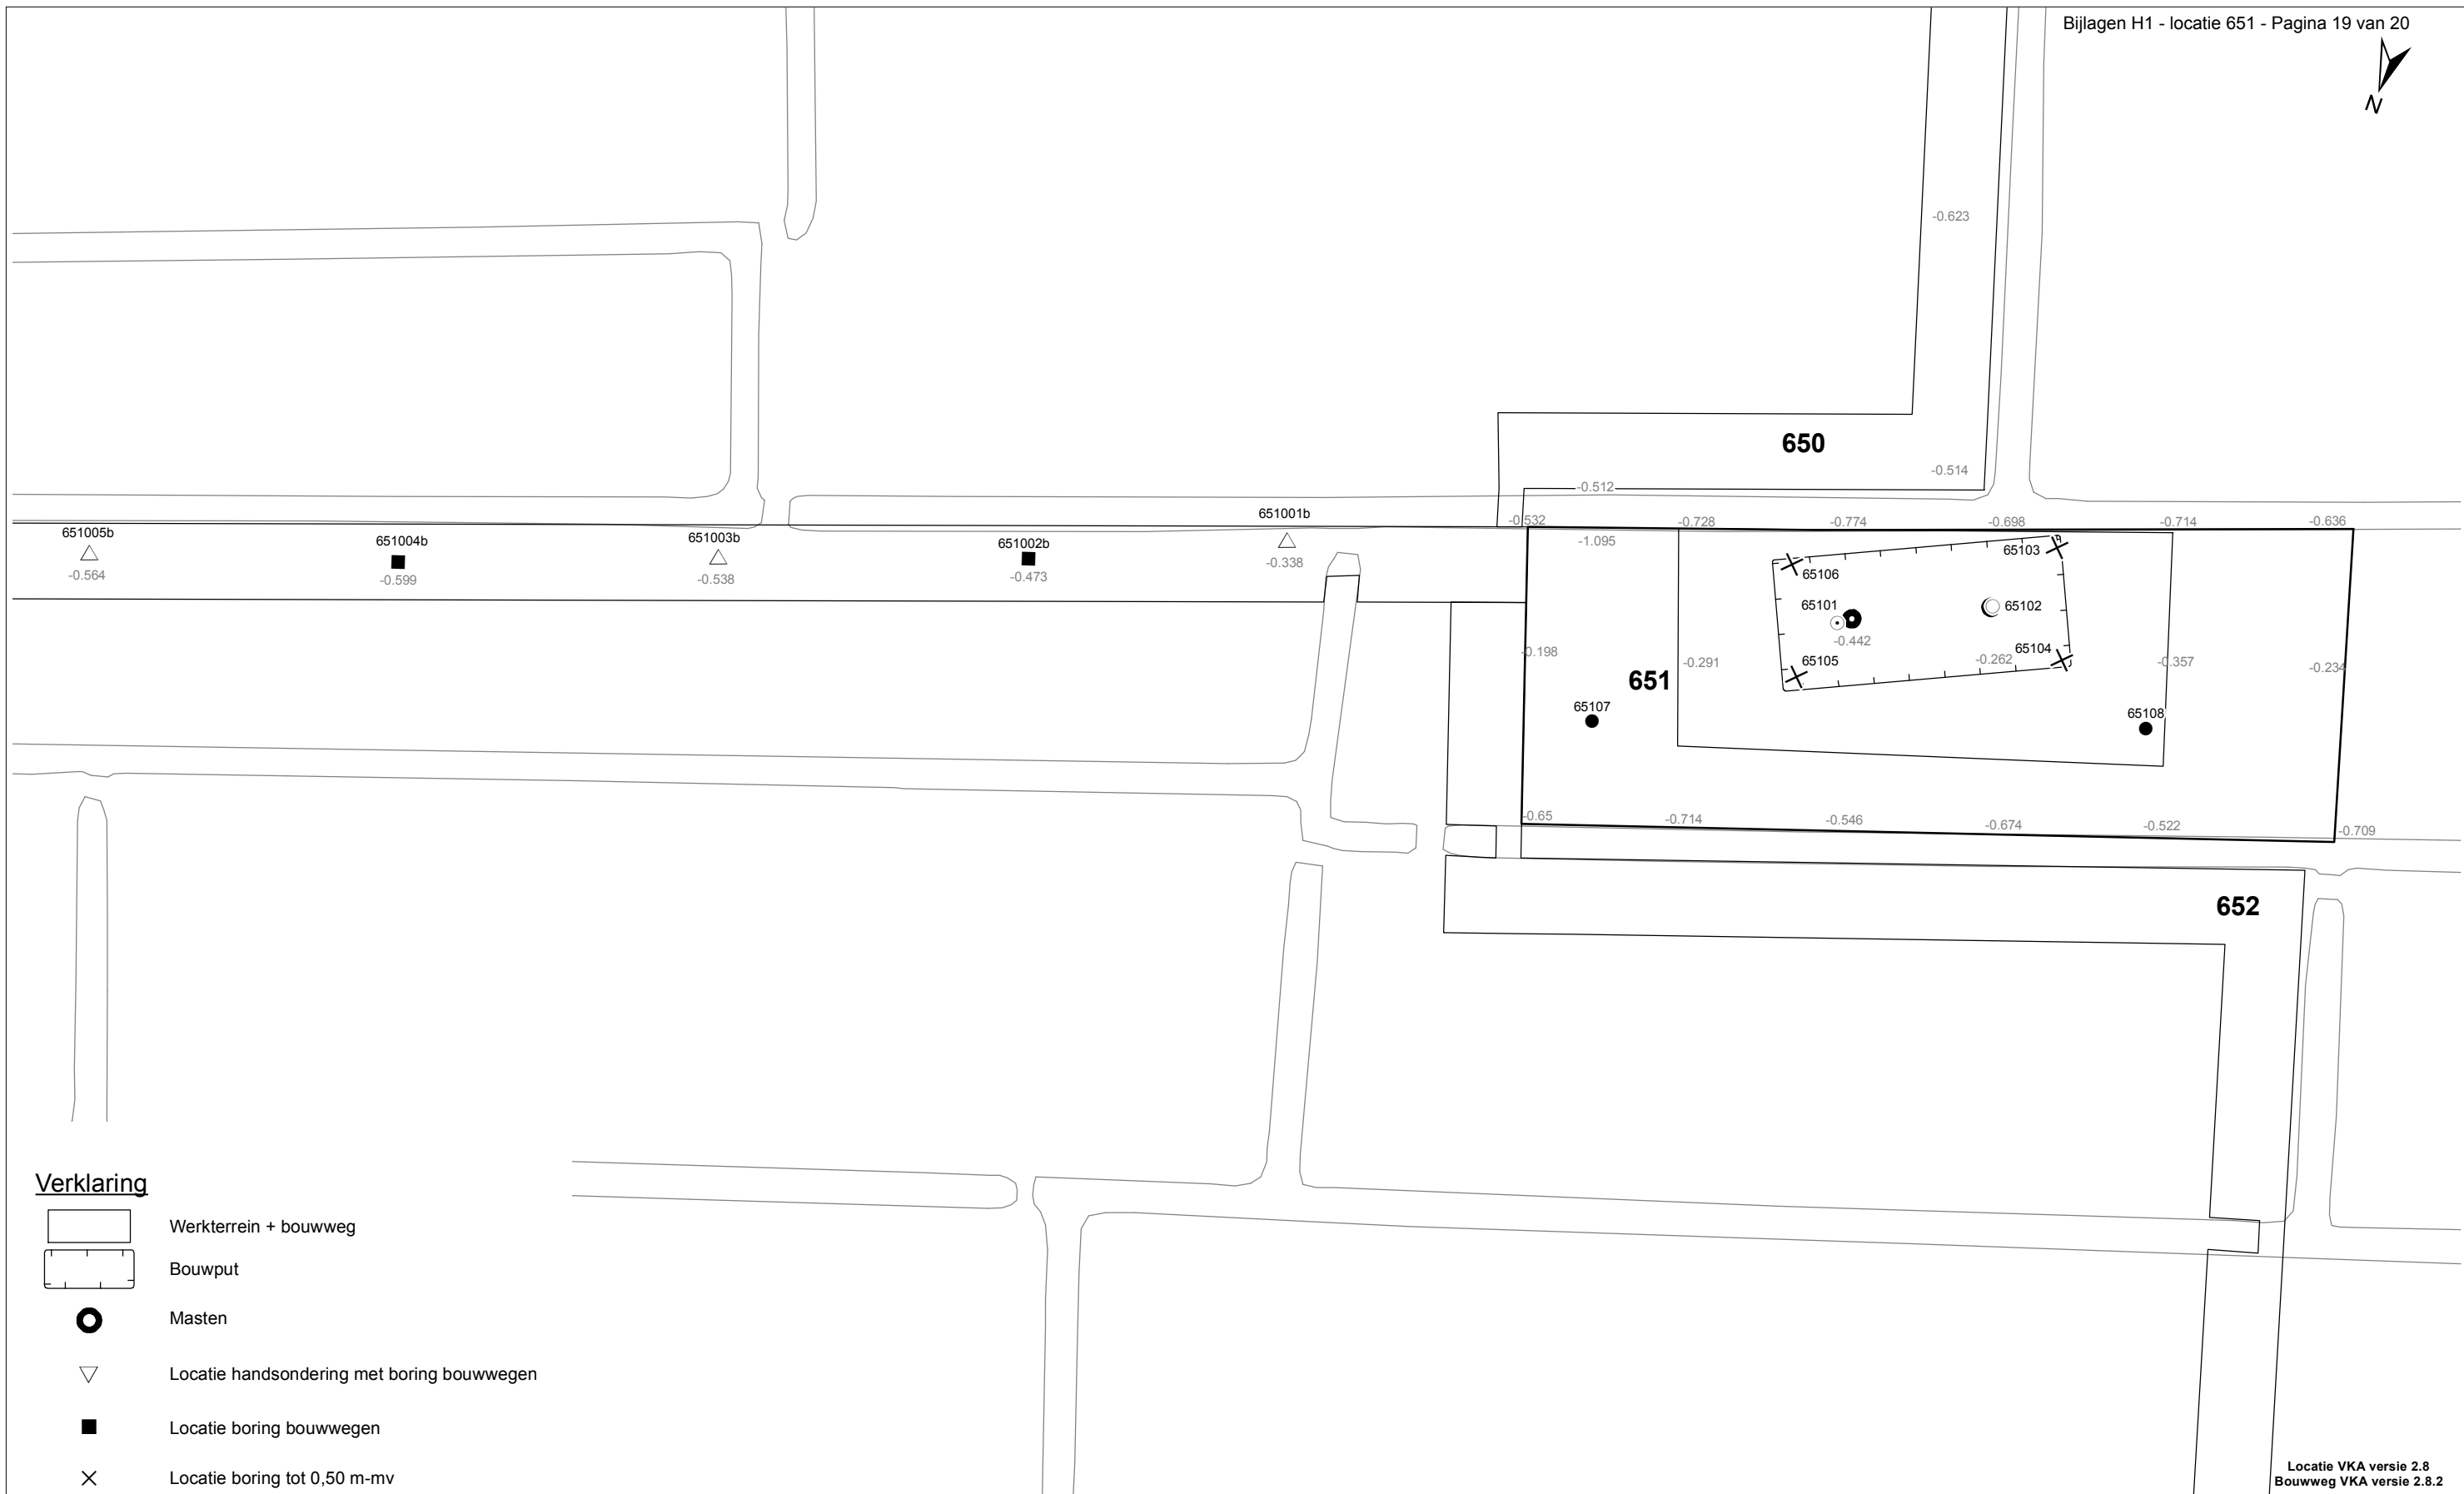 Bijlagen H1 - locatie 651 - Pagina 19 van 20
N
-0.623
650
-0.514
-0.512
651001b
-0.532
-0.728
-0.774
-0.698
-0.714
-0.636
651005b
651004b
651003b
651002b
-1.095
65103
-0.564
-0.599
-0.538
-0.473
-0.338
65106
65101
65102
-0.442
-0.198
-0.291
65105
-0.262
65104
-0.357
-0.234
651
65107
65108
-0.65
-0.714
-0.546
-0.674
-0.522
-0.709
652
Verklaring
Werkterrein + bouwweg
Bouwput
Masten
Locatie handsondering met boring bouwwegen
Locatie boring bouwwegen
Locatie boring tot 0,50 m-mv
Locatie VKA versie 2.8
Bouwweg VKA versie 2.8.2